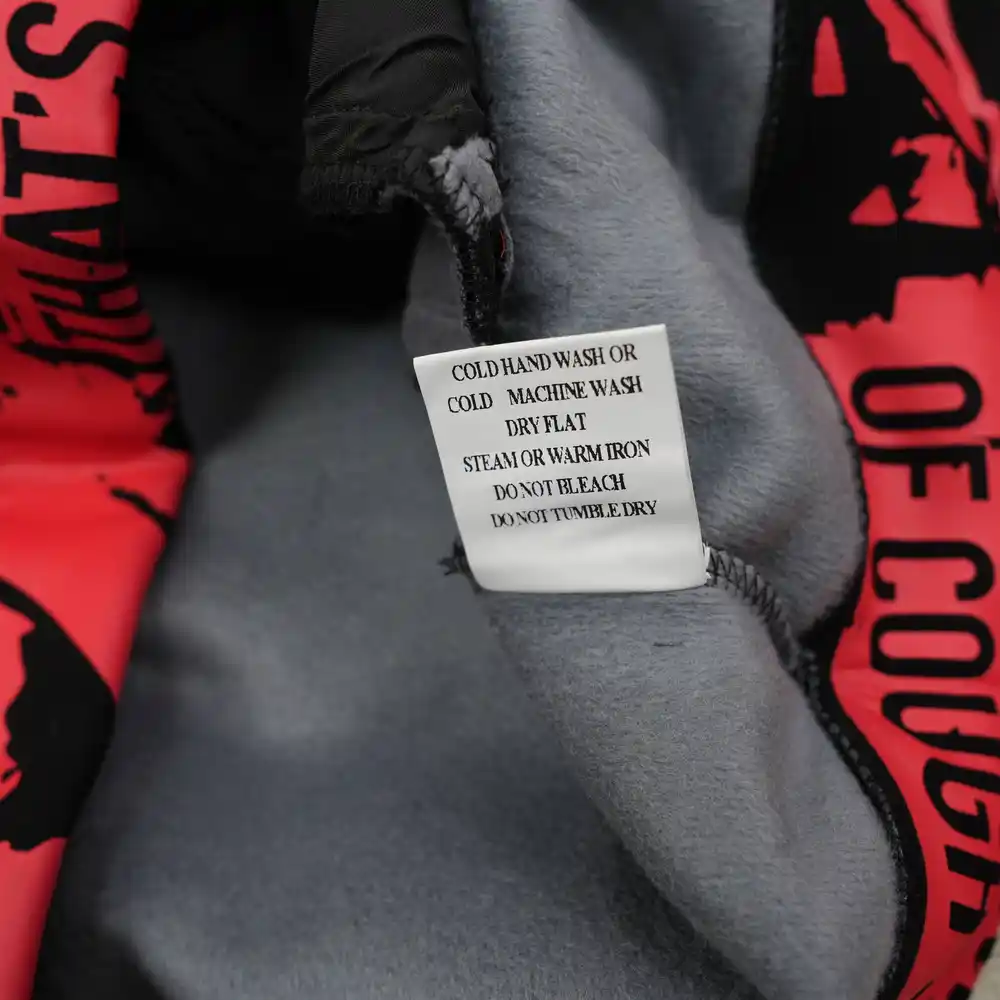 THAT'S
COLD HAND WASH OR
COLD MACHINE WASH
DRY FLAT
STEAM OR WARM IRON
DO NOT BLEACH
DO NOT TUMBLE DRY
OF COUGH